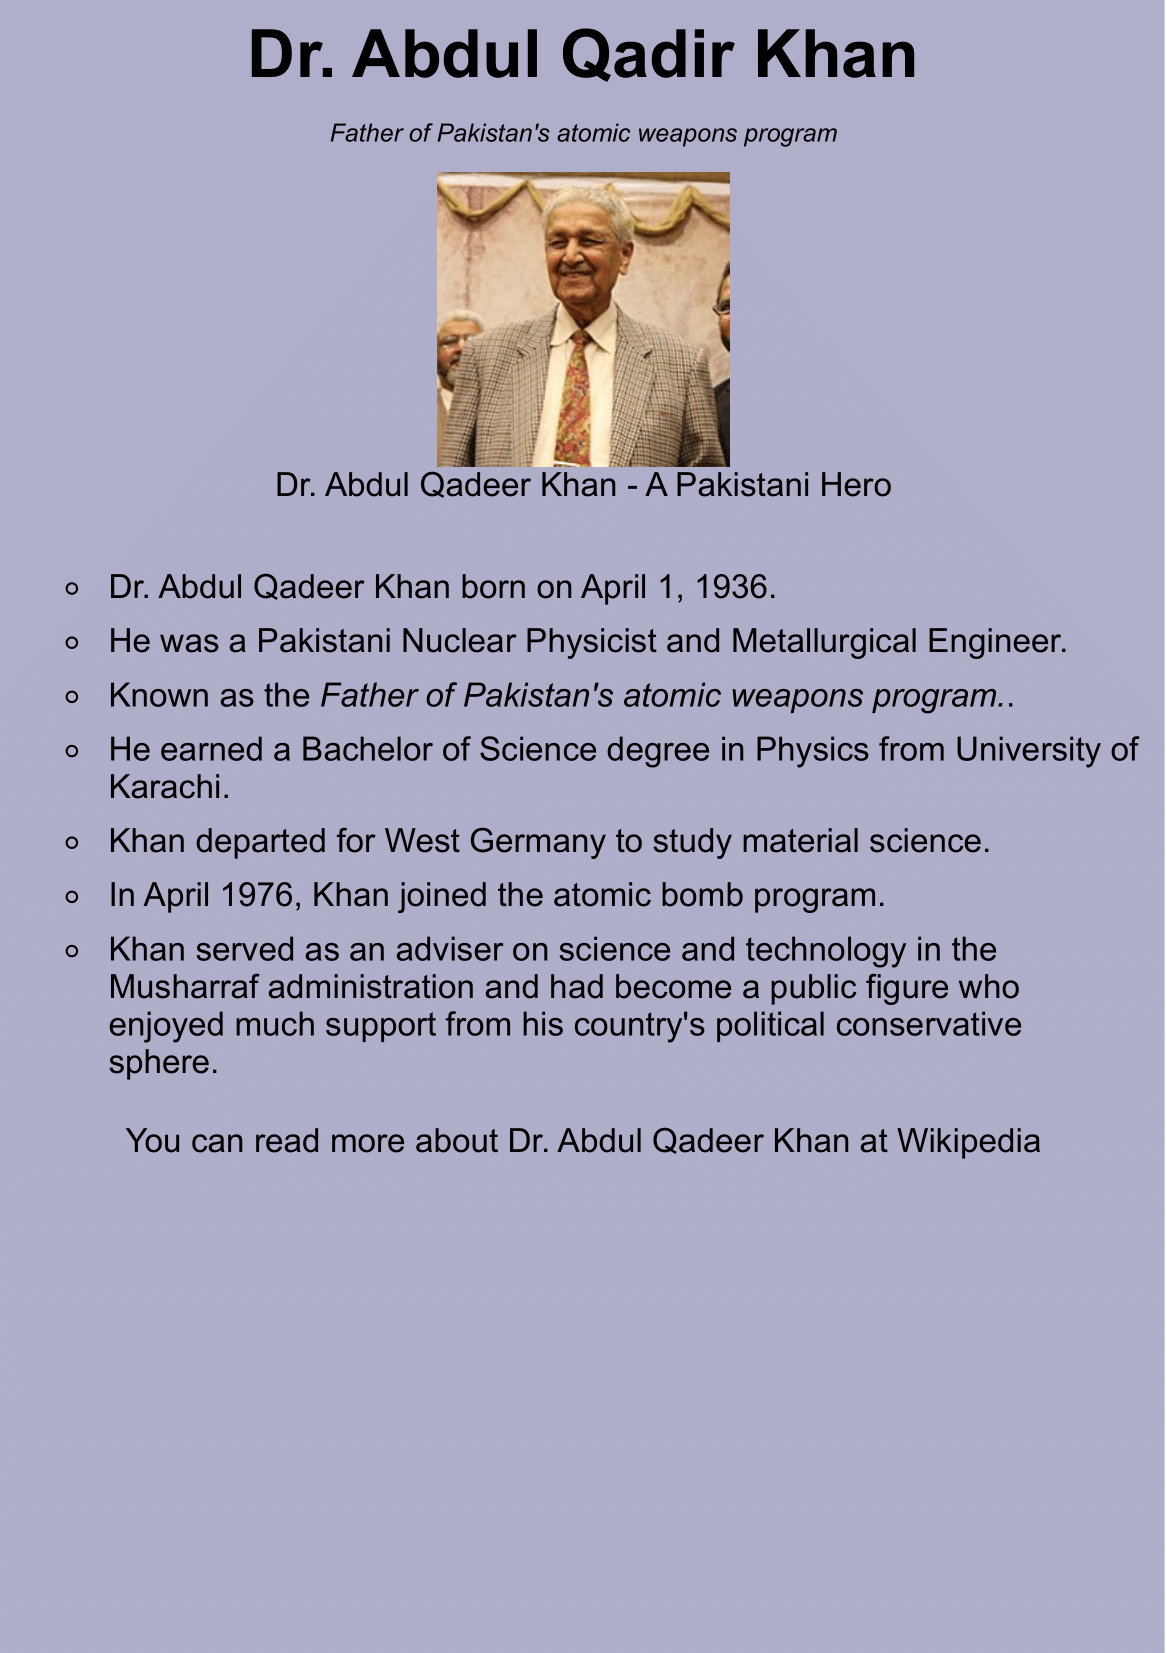 Dr. Abdul Qadir Khan
Father of Pakistan's atomic weapons program
Dr. Abdul Qadeer Khan - A Pakistani Hero
Dr. Abdul Qadeer Khan born on April 1, 1936.
He was a Pakistani Nuclear Physicist and Metallurgical Engineer.
Known as the Father of Pakistan's atomic weapons program..
He earned a Bachelor of Science degree in Physics from University of
Karachi.
Khan departed for West Germany to study material science.
In April 1976, Khan joined the atomic bomb program.
Khan served as an adviser on science and technology in the
Musharraf administration and had become a public figure who
enjoyed much support from his country's political conservative
sphere.
You can read more about Dr. Abdul Qadeer Khan at Wikipedia